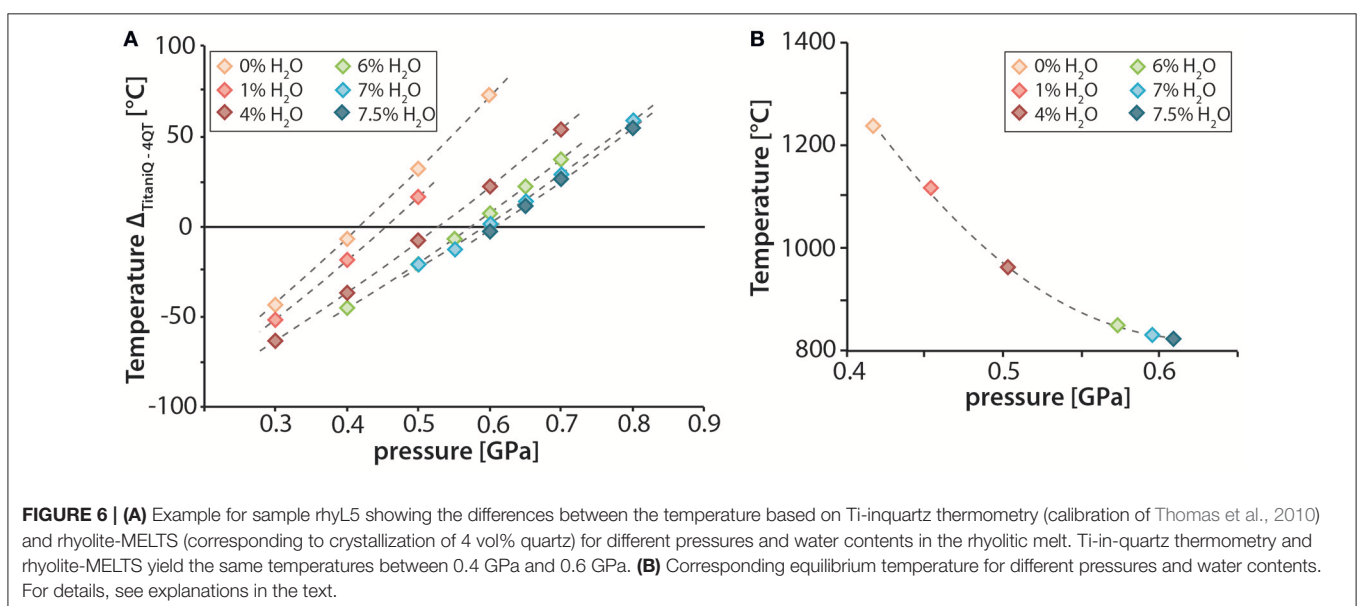 A
100
50
0
-50
-100
Temperature Δ TitaniQ - 4QT [°C]
0% H2O
1% H2O
4% H2O
6% H2O
7% H2O
7.5% H2O
0.3 0.4 0.5 0.6 0.7 0.8 0.9
pressure [GPa]
B
1400
1200
1000
800
Temperature [°C]
0% H2O
1% H2O
4% H2O
6% H2O
7% H2O
7.5% H2O
0.4 0.5 0.6
pressure [GPa]
FIGURE 6 | (A) Example for sample rhyL5 showing the differences between the temperature based on Ti-inquartz thermometry (calibration of Thomas et al., 2010)
and rhyolite-MELTS (corresponding to crystallization of 4 vol% quartz) for different pressures and water contents in the rhyolitic melt. Ti-in-quartz thermometry and
rhyolite-MELTS yield the same temperatures between 0.4 GPa and 0.6 GPa. (B) Corresponding equilibrium temperature for different pressures and water contents.
For details, see explanations in the text.